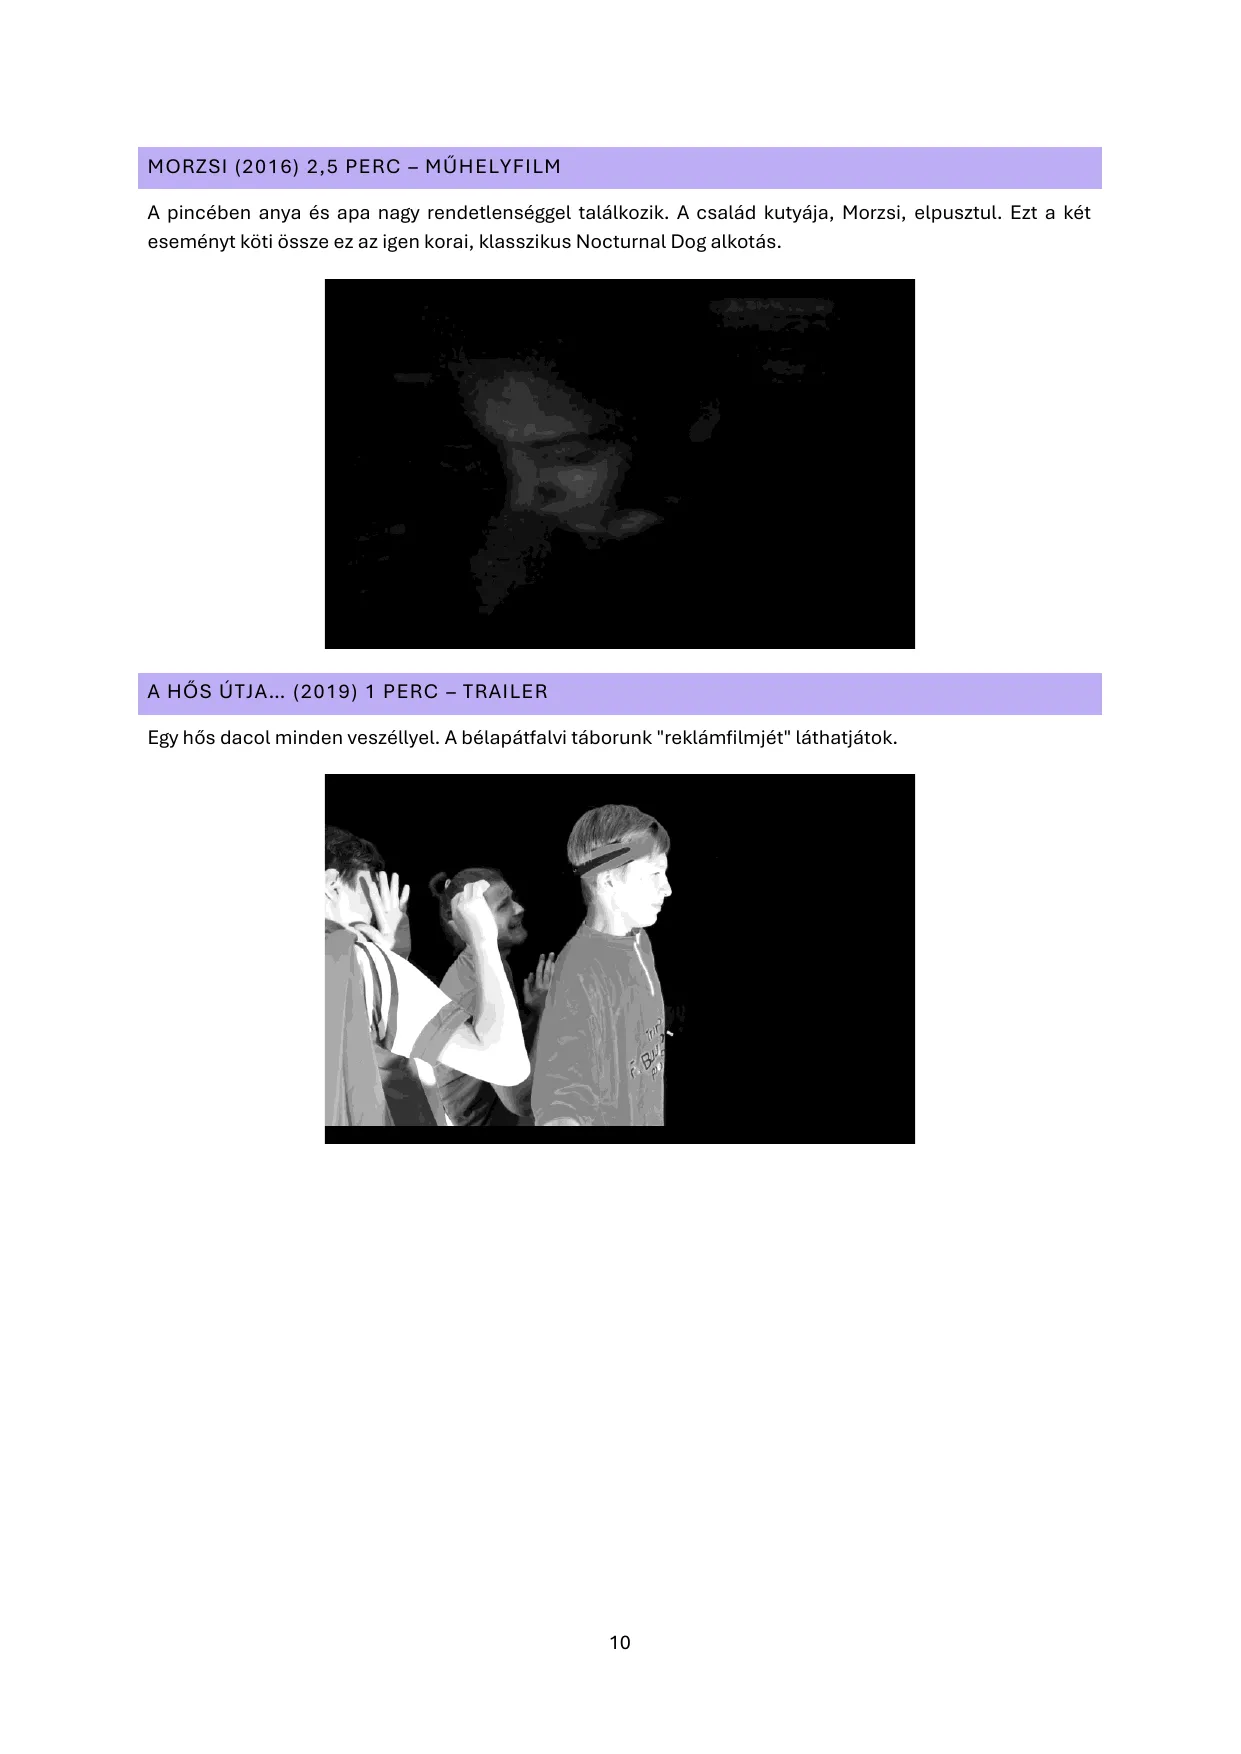 MORZSI (2016) 2,5 PERC – MŰHELYFILM
A pincében anya és apa nagy rendetlenséggel találkozik. A család kutyája, Morzsi, elpusztul. Ezt a két
eseményt köti össze ez az igen korai, klasszikus Nocturnal Dog alkotás.
A HŐS ÚTJA… (2019) 1 PERC – TRAILER
Egy hős dacol minden veszéllyel. A bélapátfalvi táborunk "reklámfilmjét" láthatjátok.
10